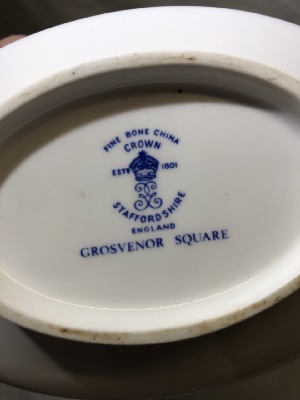 FINE BONE CHINA
CROWN
ESTD 1801
STAFFORDSHIRE
ENGLAND
GROSVENOR SQUARE